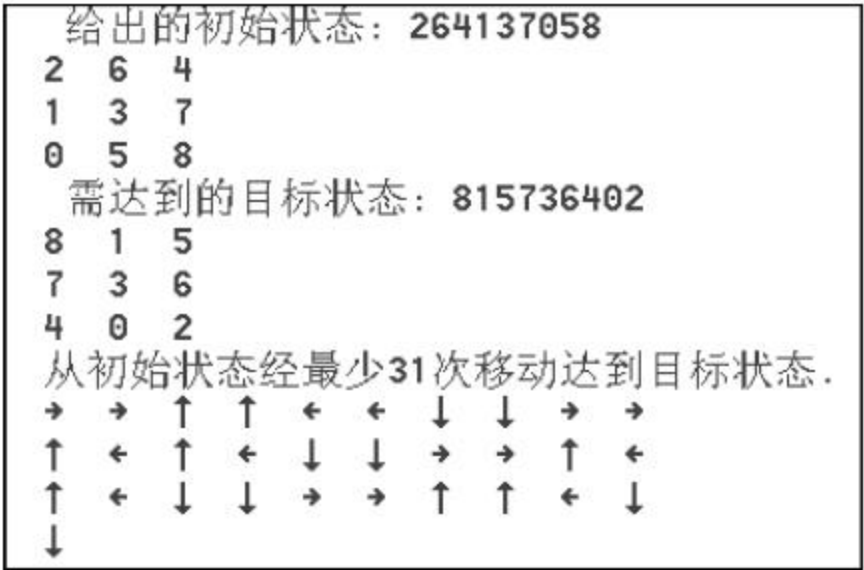 给出的初始状态: 264137058
2 6 4
1 3 7
0 5 8
需达到的目标状态: 815736402
8 1 5
7 3 6
4 0 2
从初始状态经最少31次移动达到目标状态.
→ → ↑ ↑ ← ← ↓ ↓ → →
↑ ← ↑ ← ↓ ↓ → → ↑ ←
↑ ← ↓ ↓ → → ↑ ↑ ← ↓
↓